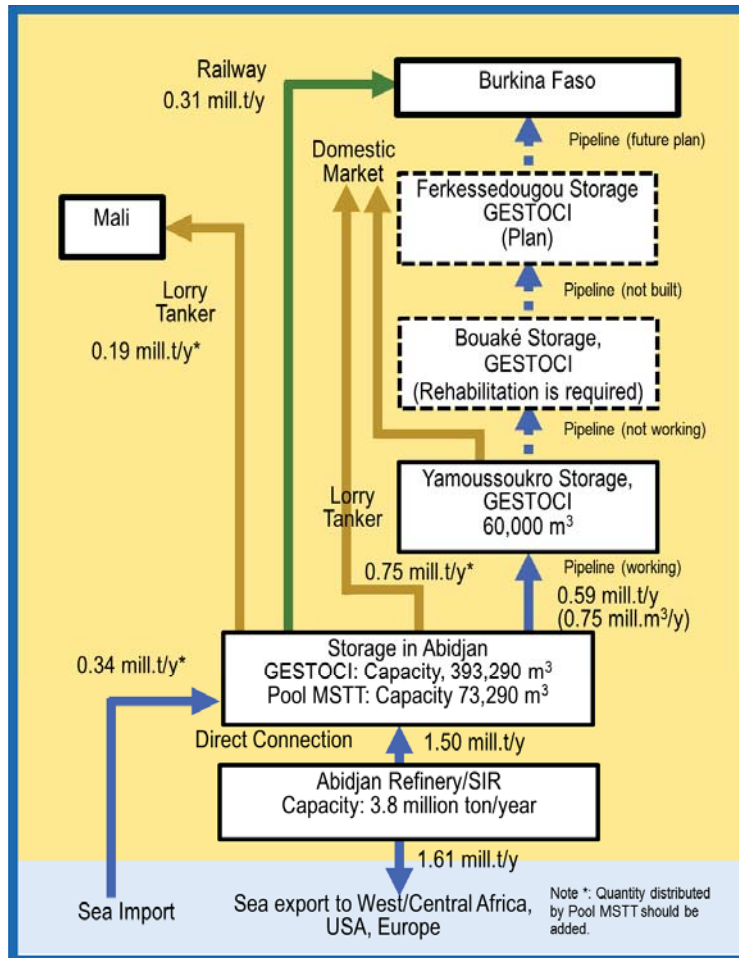 Railway
0.31 mill.t/y
Burkina Faso
Pipeline (future plan)
Domestic
Market
Ferkessedougou Storage
GESTOCI
(Plan)
Mali
Pipeline (not built)
Lorry
Tanker
0.19 mill.t/y*
Bouaké Storage,
GESTOCI
(Rehabilitation is required)
Pipeline (not working)
Yamoussoukro Storage,
GESTOCI
60,000 m³
Lorry
Tanker
0.75 mill.t/y*
Pipeline (working)
0.59 mill.t/y
(0.75 mill.m³/y)
Storage in Abidjan
GESTOCI: Capacity, 393,290 m³
Pool MSTT: Capacity 73,290 m³
0.34 mill.t/y*
Direct Connection
1.50 mill.t/y
Abidjan Refinery/SIR
Capacity: 3.8 million ton/year
1.61 mill.t/y
Sea Import
Sea export to West/Central Africa,
USA, Europe
Note *: Quantity distributed
by Pool MSTT should be
added.